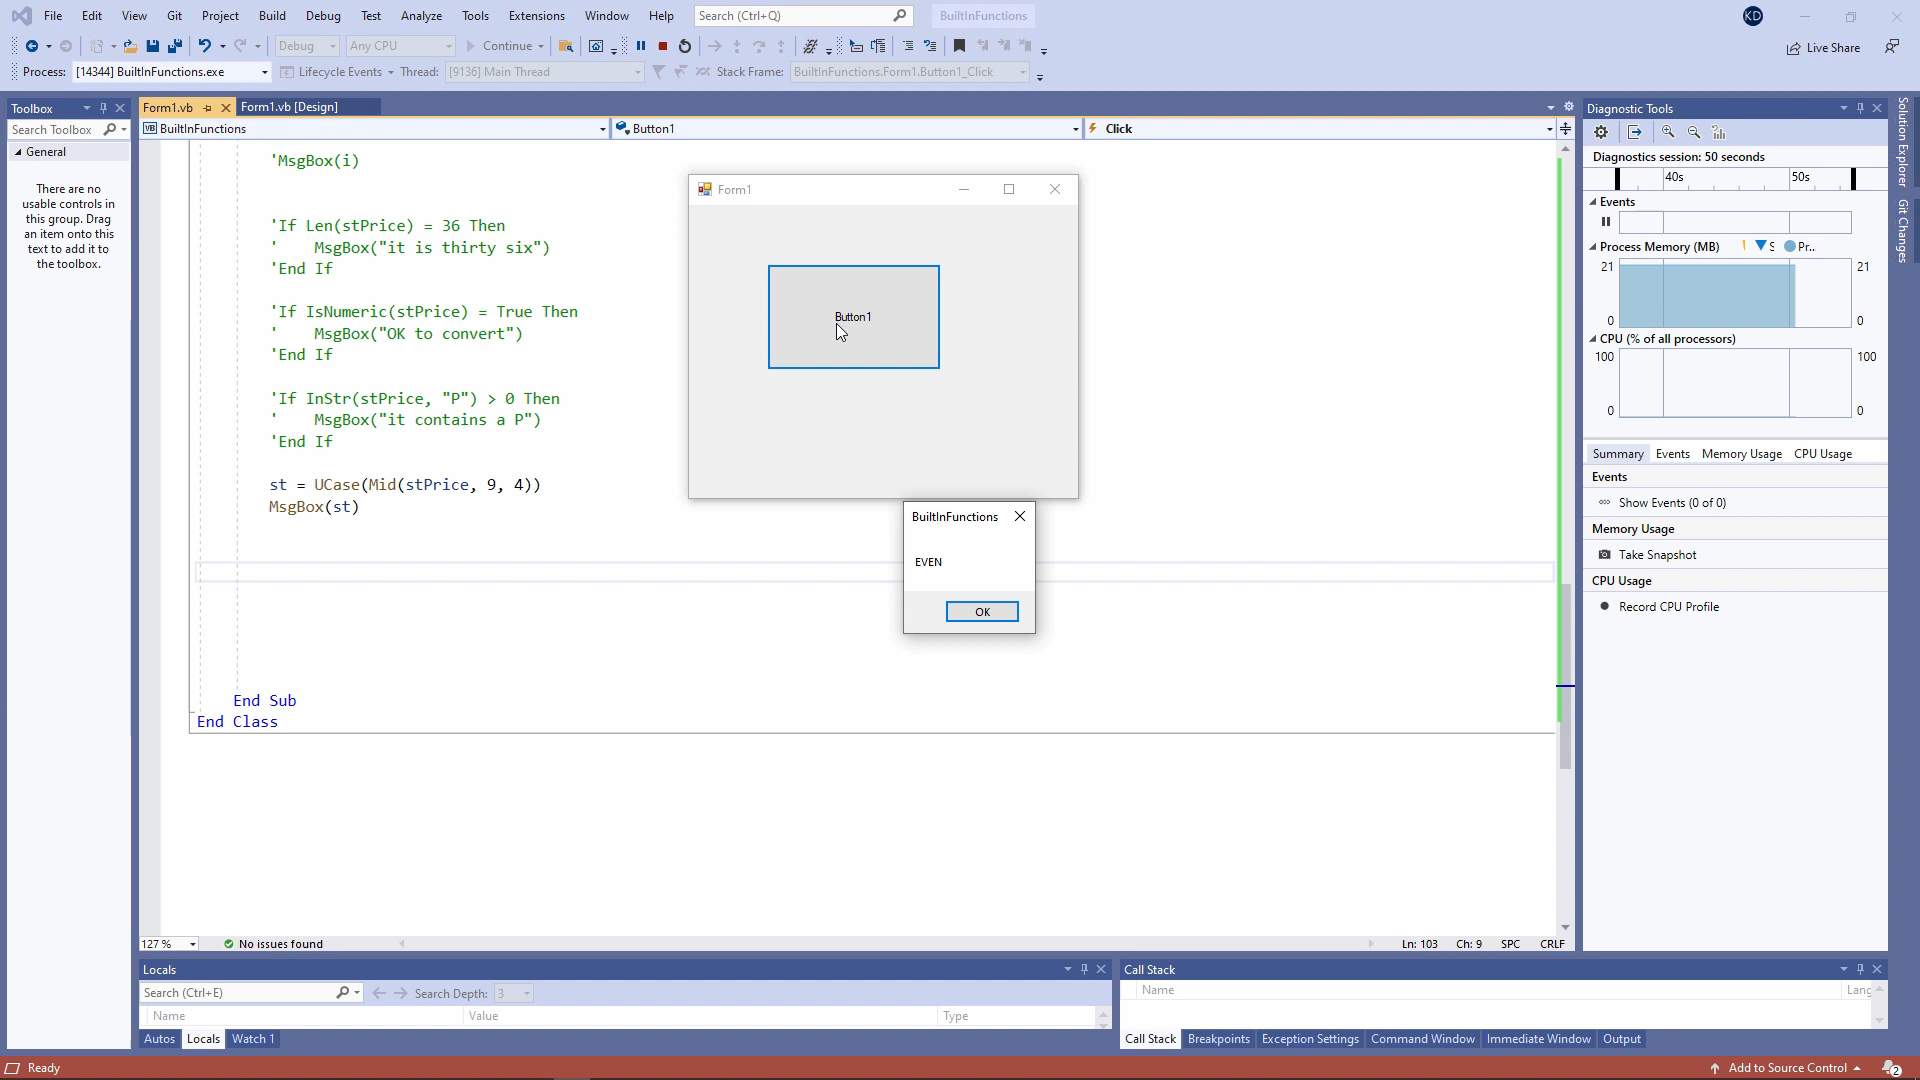 File Edit View Git Project Build Debug Test Analyze Tools Extensions Window Help Search (Ctrl+Q) BuiltInFunctions KD
Debug Any CPU Continue Live Share
Process: [14344] BuiltInFunctions.exe Lifecycle Events Thread: [9136] Main Thread Stack Frame: BuiltInFunctions.Form1.Button1_Click
Toolbox
Search Toolbox
General
There are no
usable controls in
this group. Drag
an item onto this
text to add it to
the toolbox.
Form1.vb Form1.vb [Design]
VB BuiltInFunctions Button1 Click
'MsgBox(i)
'If Len(stPrice) = 36 Then
' MsgBox("it is thirty six")
'End If
'If IsNumeric(stPrice) = True Then
' MsgBox("OK to convert")
'End If
'If InStr(stPrice, "P") > 0 Then
' MsgBox("it contains a P")
'End If
st = UCase(Mid(stPrice, 9, 4))
MsgBox(st)
End Sub
End Class
Form1
Button1
BuiltInFunctions
EVEN
OK
127 % No issues found Ln: 103 Ch: 9 SPC CRLF
Diagnostic Tools
Diagnostics session: 50 seconds
40s 50s
Events
Process Memory (MB) S Pr...
21 21
0 0
CPU (% of all processors)
100 100
0 0
Summary Events Memory Usage CPU Usage
Events
Show Events (0 of 0)
Memory Usage
Take Snapshot
CPU Usage
Record CPU Profile
Solution Explorer
Git Changes
Locals
Search (Ctrl+E) Search Depth: 3
Name Value Type
Autos Locals Watch 1
Call Stack
Name Lang
Call Stack Breakpoints Exception Settings Command Window Immediate Window Output
Ready Add to Source Control 2